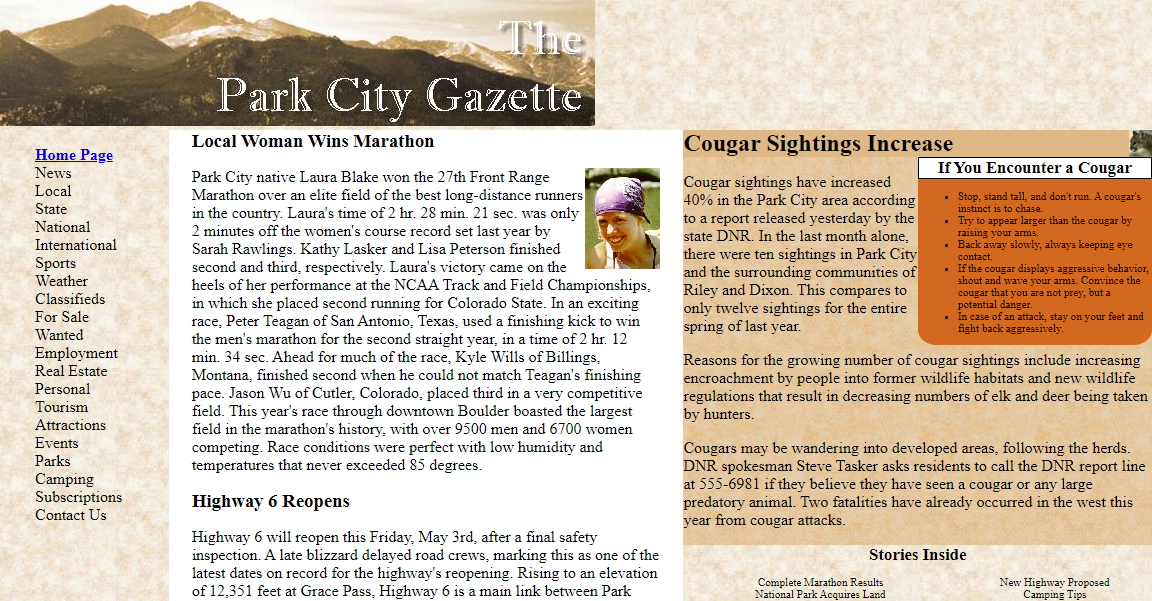 The
Park City Gazette
Home Page
News
Local
State
National
International
Sports
Weather
Classifieds
For Sale
Wanted
Employment
Real Estate
Personal
Tourism
Attractions
Events
Parks
Camping
Subscriptions
Contact Us
Local Woman Wins Marathon
Park City native Laura Blake won the 27th Front Range
Marathon over an elite field of the best long-distance runners
in the country. Laura's time of 2 hr. 28 min. 21 sec. was only
2 minutes off the women's course record set last year by
Sarah Rawlings. Kathy Lasker and Lisa Peterson finished
second and third, respectively. Laura's victory came on the
heels of her performance at the NCAA Track and Field Championships,
in which she placed second running for Colorado State. In an exciting
race, Peter Teagan of San Antonio, Texas, used a finishing kick to win
the men's marathon for the second straight year, in a time of 2 hr. 12
min. 34 sec. Ahead for much of the race, Kyle Wills of Billings,
Montana, finished second when he could not match Teagan's finishing
pace. Jason Wu of Cutler, Colorado, placed third in a very competitive
field. This year's race through downtown Boulder boasted the largest
field in the marathon's history, with over 9500 men and 6700 women
competing. Race conditions were perfect with low humidity and
temperatures that never exceeded 85 degrees.
Highway 6 Reopens
Highway 6 will reopen this Friday, May 3rd, after a final safety
inspection. A late blizzard delayed road crews, marking this as one of the
latest dates on record for the highway's reopening. Rising to an elevation
of 12,351 feet at Grace Pass, Highway 6 is a main link between Park
Cougar Sightings Increase
Cougar sightings have increased
40% in the Park City area according
to a report released yesterday by the
state DNR. In the last month alone,
there were ten sightings in Park City
and the surrounding communities of
Riley and Dixon. This compares to
only twelve sightings for the entire
spring of last year.
If You Encounter a Cougar
• Stop, stand tall, and don't run. A cougar's
instinct is to chase.
• Try to appear larger than the cougar by
raising your arms.
• Back away slowly, always keeping eye
contact.
• If the cougar displays aggressive behavior,
shout and wave your arms. Convince the
cougar that you are not prey, but a
potential danger.
• In case of an attack, stay on your feet and
fight back aggressively.
Reasons for the growing number of cougar sightings include increasing
encroachment by people into former wildlife habitats and new wildlife
regulations that result in decreasing numbers of elk and deer being taken
by hunters.
Cougars may be wandering into developed areas, following the herds.
DNR spokesman Steve Tasker asks residents to call the DNR report line
at 555-6981 if they believe they have seen a cougar or any large
predatory animal. Two fatalities have already occurred in the west this
year from cougar attacks.
Stories Inside
Complete Marathon Results
National Park Acquires Land
New Highway Proposed
Camping Tips